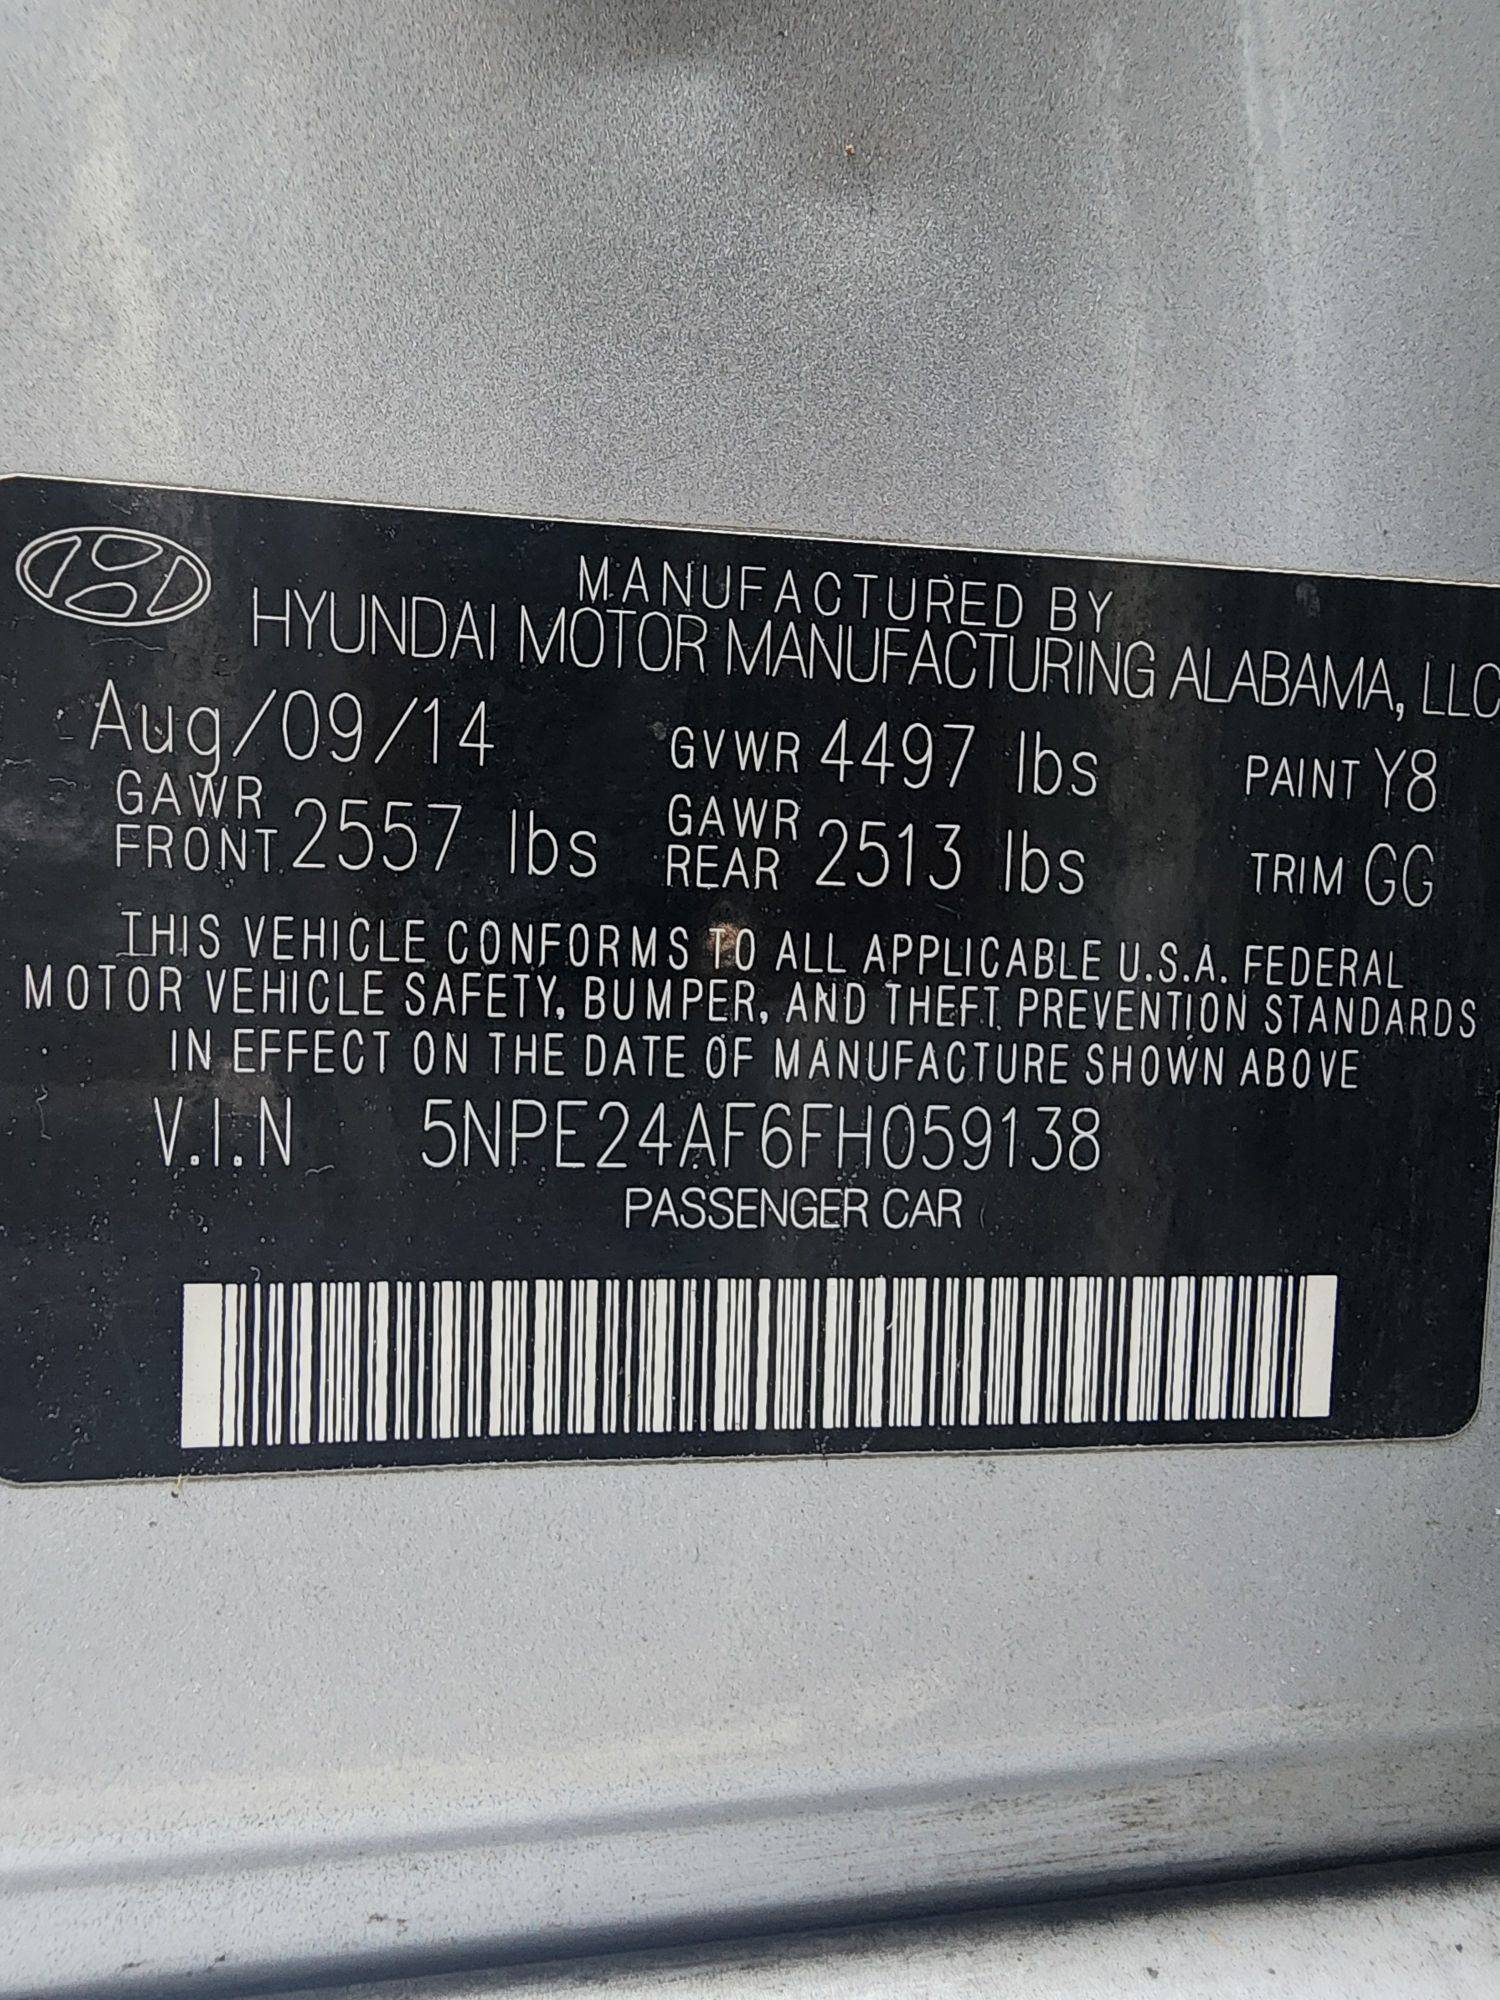 MANUFACTURED BY
HYUNDAI MOTOR MANUFACTURING ALABAMA, LLC
Aug/09/14 GVWR 4497 lbs PAINT Y8
GAWR FRONT 2557 lbs GAWR REAR 2513 lbs TRIM GG
THIS VEHICLE CONFORMS TO ALL APPLICABLE U.S.A. FEDERAL
MOTOR VEHICLE SAFETY, BUMPER, AND THEFT PREVENTION STANDARDS
IN EFFECT ON THE DATE OF MANUFACTURE SHOWN ABOVE
V.I.N 5NPE24AF6FH059138
PASSENGER CAR